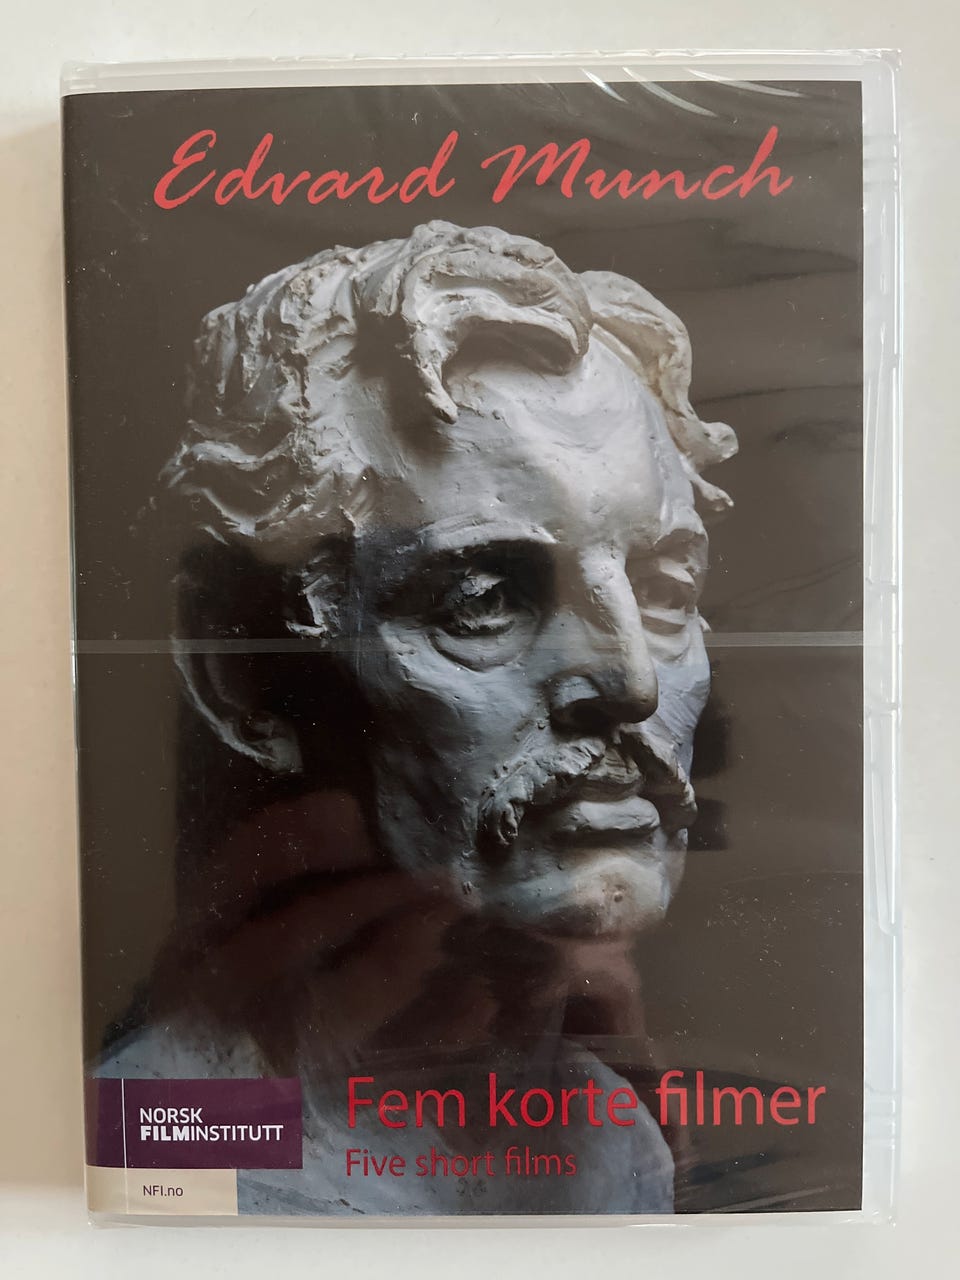 Edvard Munch
Fem korte filmer
Five short films
NORSK
FILMINSTITUTT
NFI.no